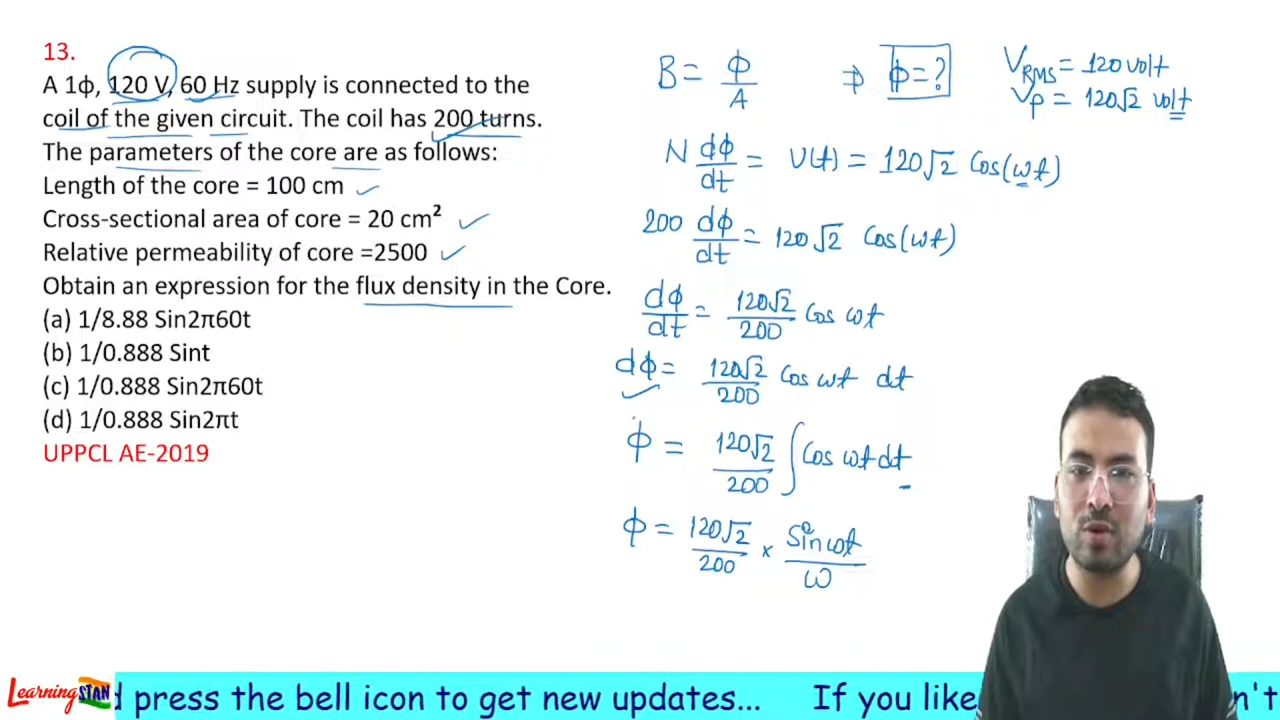 13.
A 1ϕ, 120 V, 60 Hz supply is connected to the
coil of the given circuit. The coil has 200 turns.
The parameters of the core are as follows:
Length of the core = 100 cm
Cross-sectional area of core = 20 cm²
Relative permeability of core =2500
Obtain an expression for the flux density in the Core.
(a) 1/8.88 Sin2π60t
(b) 1/0.888 Sint
(c) 1/0.888 Sin2π60t
(d) 1/0.888 Sin2πt
UPPCL AE-2019
B = ϕ/A ⇒ ϕ = ?
V_RMS = 120 volt
V_P = 120√2 volt
N dϕ/dt = V(t) = 120√2 Cos(ωt)
200 dϕ/dt = 120√2 Cos(ωt)
dϕ/dt = 120√2/200 Cos ωt
dϕ = 120√2/200 Cos ωt dt
ϕ = 120√2/200 ∫ Cos ωt dt
ϕ = 120√2/200 × Sin ωt/ω
Learning STAN
press the bell icon to get new updates... If you like